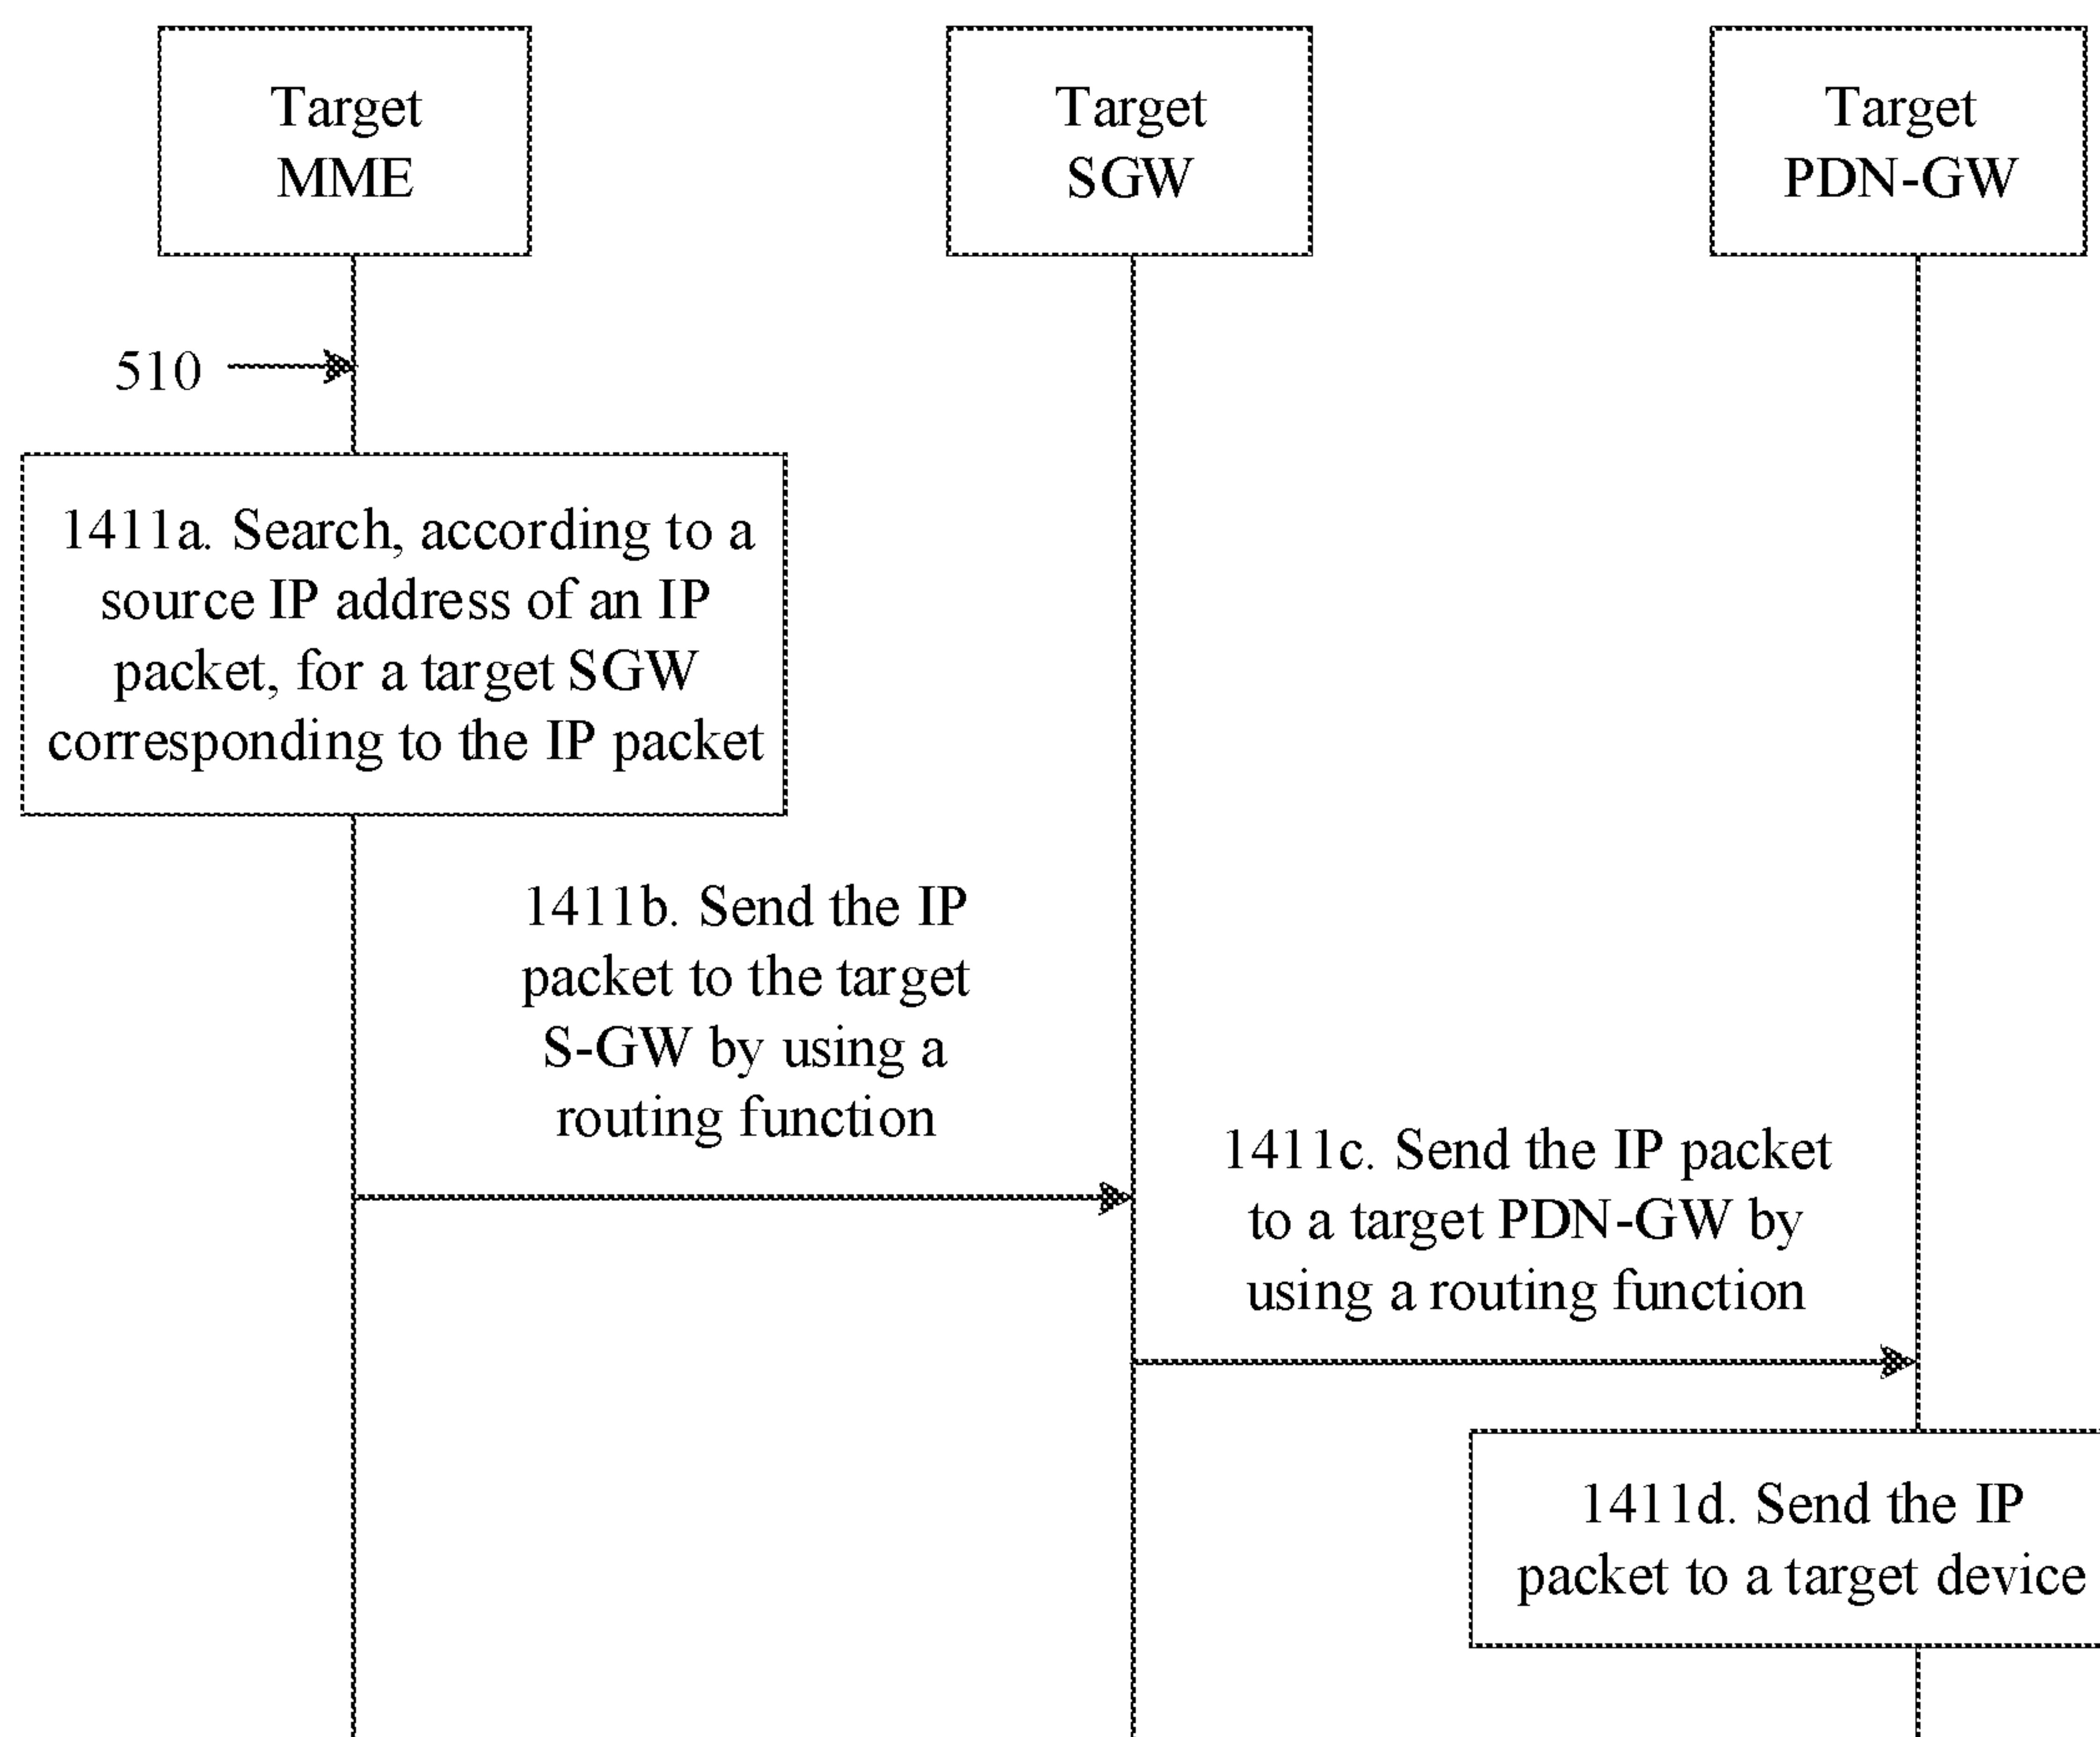 Target
MME
Target
SGW
Target
PDN-GW
510
1411a. Search, according to a
source IP address of an IP
packet, for a target SGW
corresponding to the IP packet
1411b. Send the IP
packet to the target
S-GW by using a
routing function
1411c. Send the IP packet
to a target PDN-GW by
using a routing function
1411d. Send the IP
packet to a target device